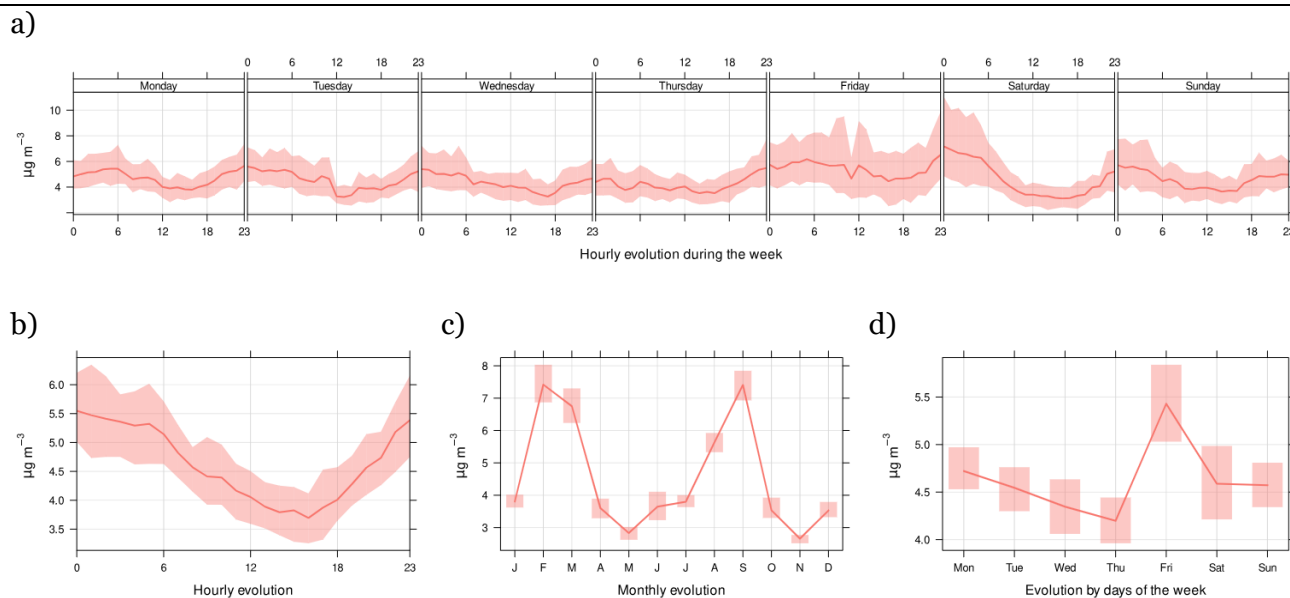 a)
0 6 12 18 23 0 6 12 18 23 0 6 12 18 23
Monday Tuesday Wednesday Thursday Friday Saturday Sunday
10
8
6
4
µg m⁻³
0 6 12 18 23 0 6 12 18 23 0 6 12 18 23 0 6 12 18 23
Hourly evolution during the week
b)
6.0
5.5
5.0
4.5
4.0
3.5
µg m⁻³
0 6 12 18 23
Hourly evolution
c)
8
7
6
5
4
3
µg m⁻³
J F M A M J J A S O N D
Monthly evolution
d)
5.5
5.0
4.5
4.0
µg m⁻³
Mon Tue Wed Thu Fri Sat Sun
Evolution by days of the week